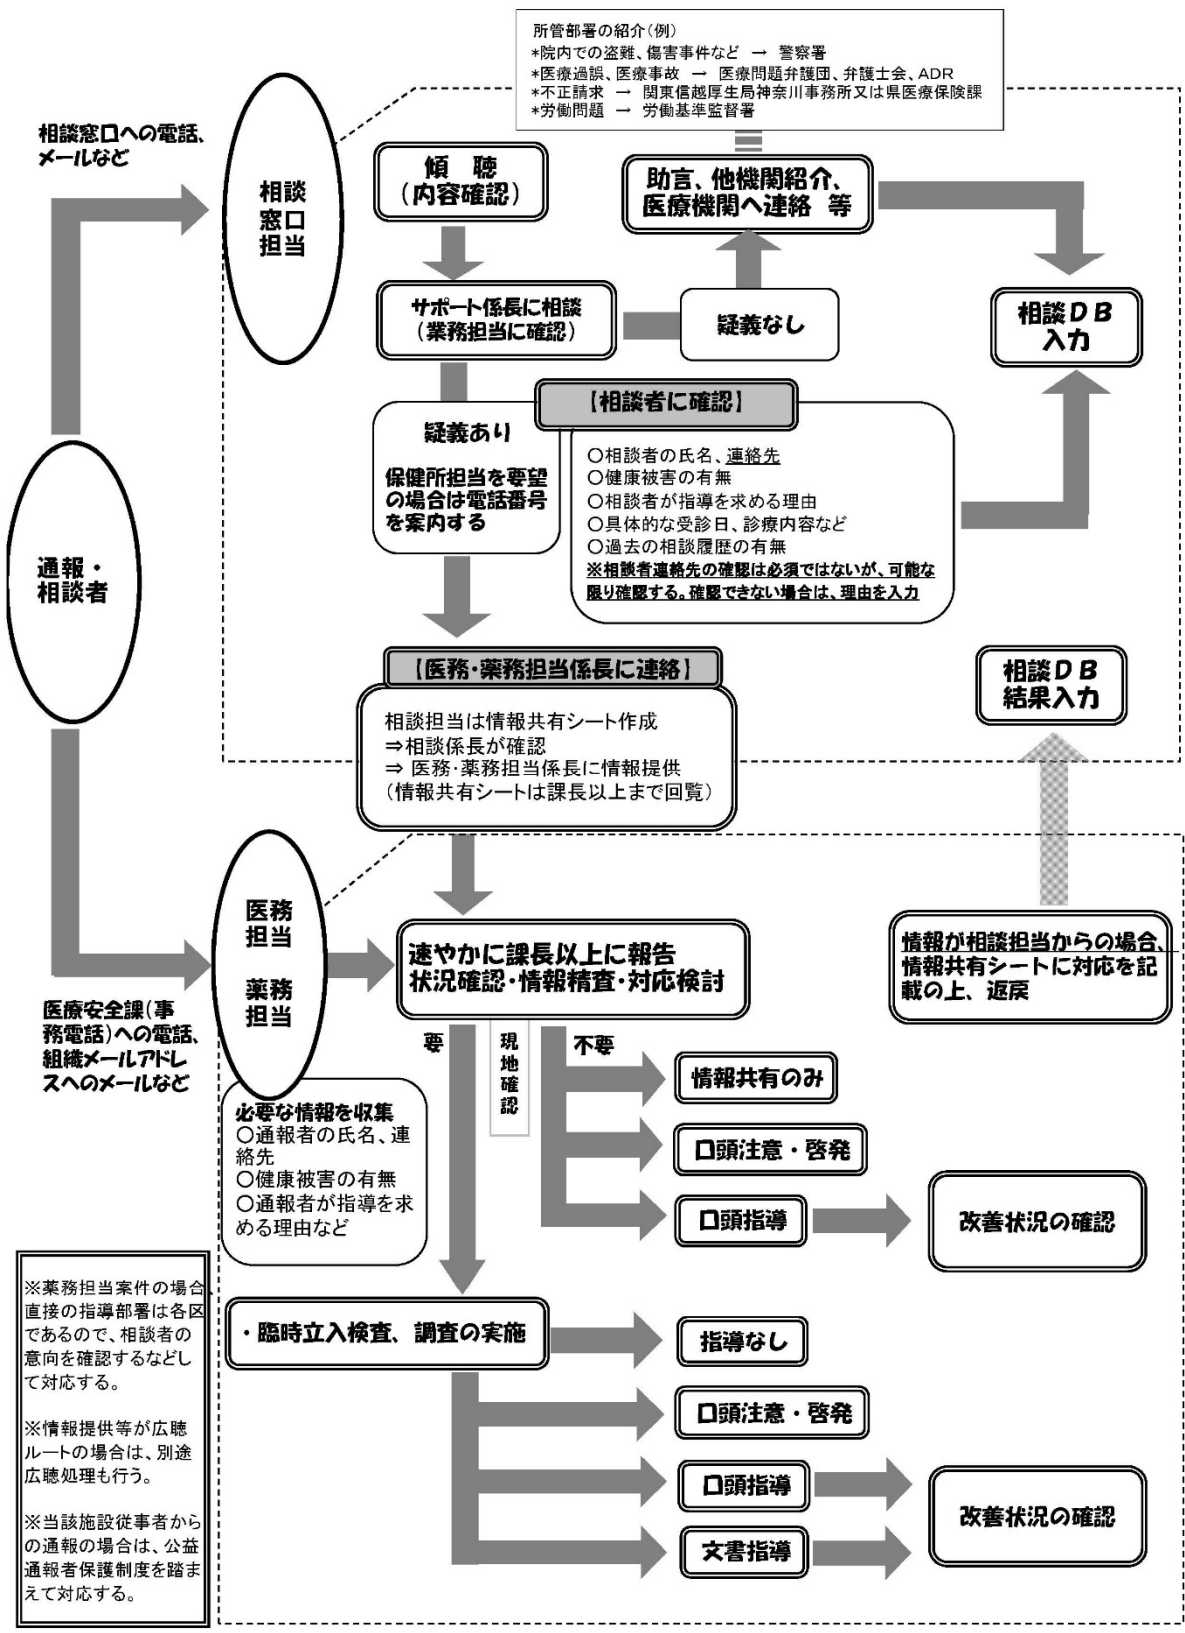 所管部署の紹介(例)
*院内での盗難、傷害事件など → 警察署
*医療過誤、医療事故 → 医療問題弁護団、弁護士会、ADR
*不正請求 → 関東信越厚生局神奈川事務所又は県医療保険課
*労働問題 → 労働基準監督署
相談窓口への電話、
メールなど
相談
窓口
担当
傾 聴
(内容確認)
助言、他機関紹介、
医療機関へ連絡 等
サポート係長に相談
(業務担当に確認)
疑義なし
相談DB
入力
【相談者に確認】
疑義あり
保健所担当を要望
の場合は電話番号
を案内する
○相談者の氏名、連絡先
○健康被害の有無
○相談者が指導を求める理由
○具体的な受診日、診療内容など
○過去の相談履歴の有無
※相談者連絡先の確認は必須ではないが、可能な
限り確認する。確認できない場合は、理由を入力
通報・
相談者
【医務・薬務担当係長に連絡】
相談担当は情報共有シート作成
⇒相談係長が確認
⇒ 医務・薬務担当係長に情報提供
(情報共有シートは課長以上まで回覧)
相談DB
結果入力
医務
担当
薬務
担当
速やかに課長以上に報告
状況確認・情報精査・対応検討
情報が相談担当からの場合、
情報共有シートに対応を記
載の上、返戻
医療安全課(事
務電話)への電話、
組織メールアドレ
スへのメールなど
要
現地確認
不要
情報共有のみ
口頭注意・啓発
口頭指導
改善状況の確認
必要な情報を収集
○通報者の氏名、連
絡先
○健康被害の有無
○通報者が指導を求
める理由など
・臨時立入検査、調査の実施
指導なし
口頭注意・啓発
口頭指導
文書指導
改善状況の確認
※薬務担当案件の場合、
直接の指導部署は各区
であるので、相談者の
意向を確認するなどし
て対応する。
※情報提供等が広聴
ルートの場合は、別途
広聴処理も行う。
※当該施設従事者から
の通報の場合は、公益
通報者保護制度を踏ま
えて対応する。